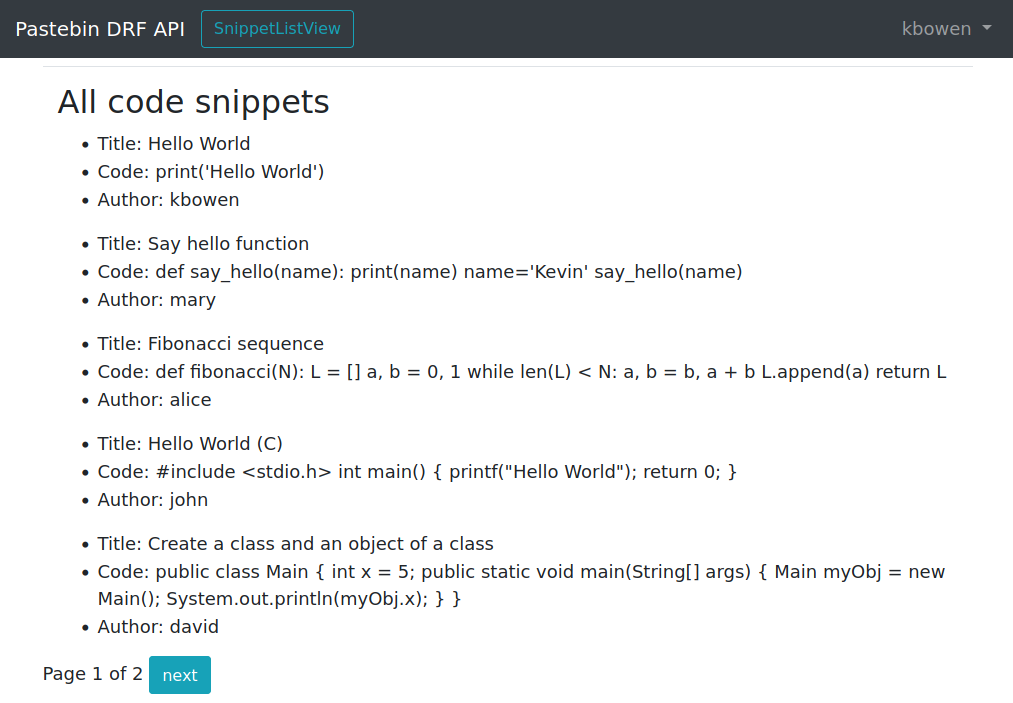 Pastebin DRF API SnippetListView kbowen
All code snippets
Title: Hello World
Code: print('Hello World')
Author: kbowen
Title: Say hello function
Code: def say_hello(name): print(name) name='Kevin' say_hello(name)
Author: mary
Title: Fibonacci sequence
Code: def fibonacci(N): L = [] a, b = 0, 1 while len(L) < N: a, b = b, a + b L.append(a) return L
Author: alice
Title: Hello World (C)
Code: #include <stdio.h> int main() { printf("Hello World"); return 0; }
Author: john
Title: Create a class and an object of a class
Code: public class Main { int x = 5; public static void main(String[] args) { Main myObj = new
Main(); System.out.println(myObj.x); } }
Author: david
Page 1 of 2 next